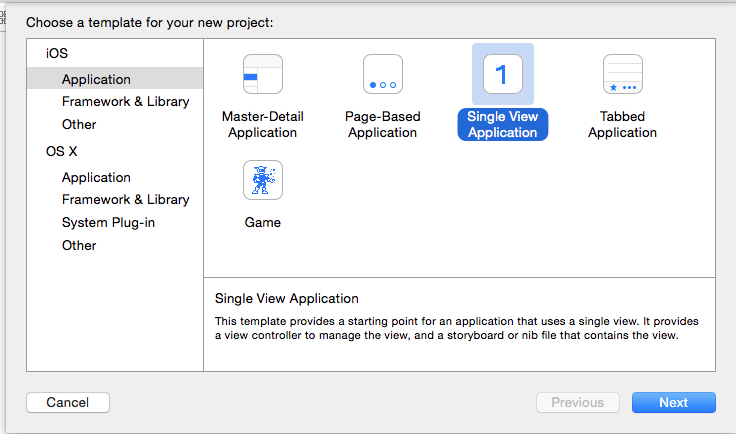 Choose a template for your new project:
iOS
Application
Framework & Library
Other
OS X
Application
Framework & Library
System Plug-in
Other
Master-Detail
Application
Page-Based
Application
1
Single View
Application
Tabbed
Application
Game
Single View Application
This template provides a starting point for an application that uses a single view. It provides
a view controller to manage the view, and a storyboard or nib file that contains the view.
Cancel
Previous
Next